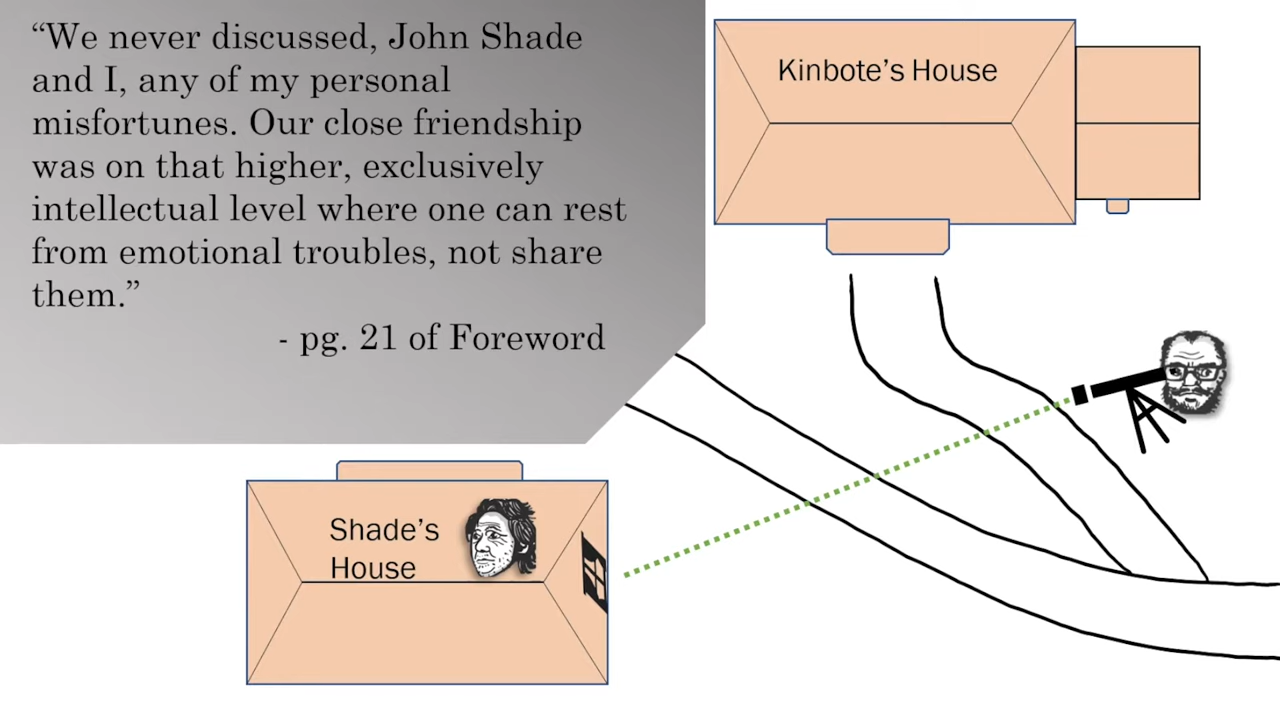 “We never discussed, John Shade
and I, any of my personal
misfortunes. Our close friendship
was on that higher, exclusively
intellectual level where one can rest
from emotional troubles, not share
them.”
- pg. 21 of Foreword
Kinbote’s House
Shade’s
House